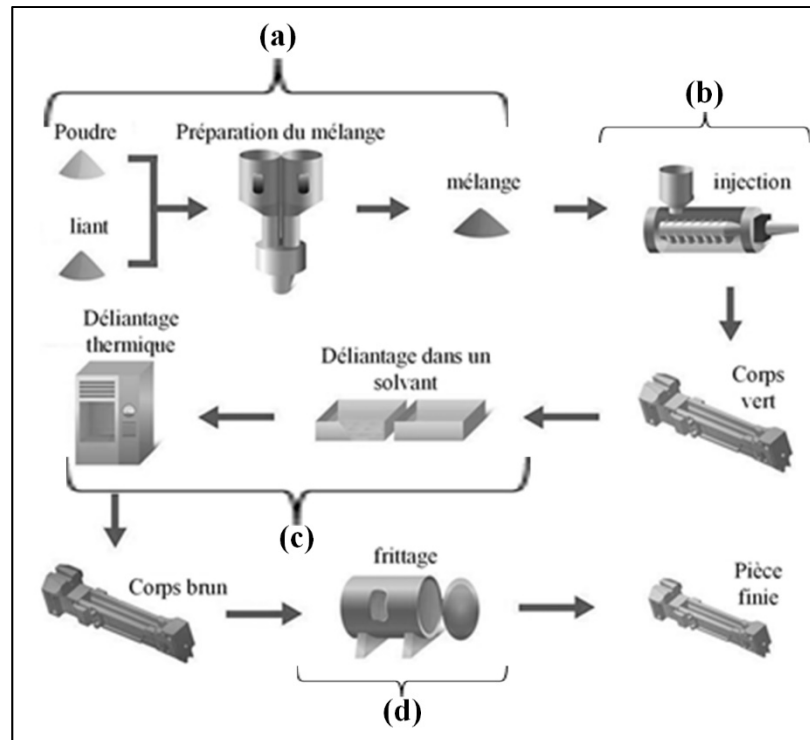 (a)
(b)
Poudre
Préparation du mélange
mélange
injection
liant
Déliantage
thermique
Déliantage dans un
solvant
Corps
vert
(c)
Corps brun
frittage
Pièce
finie
(d)